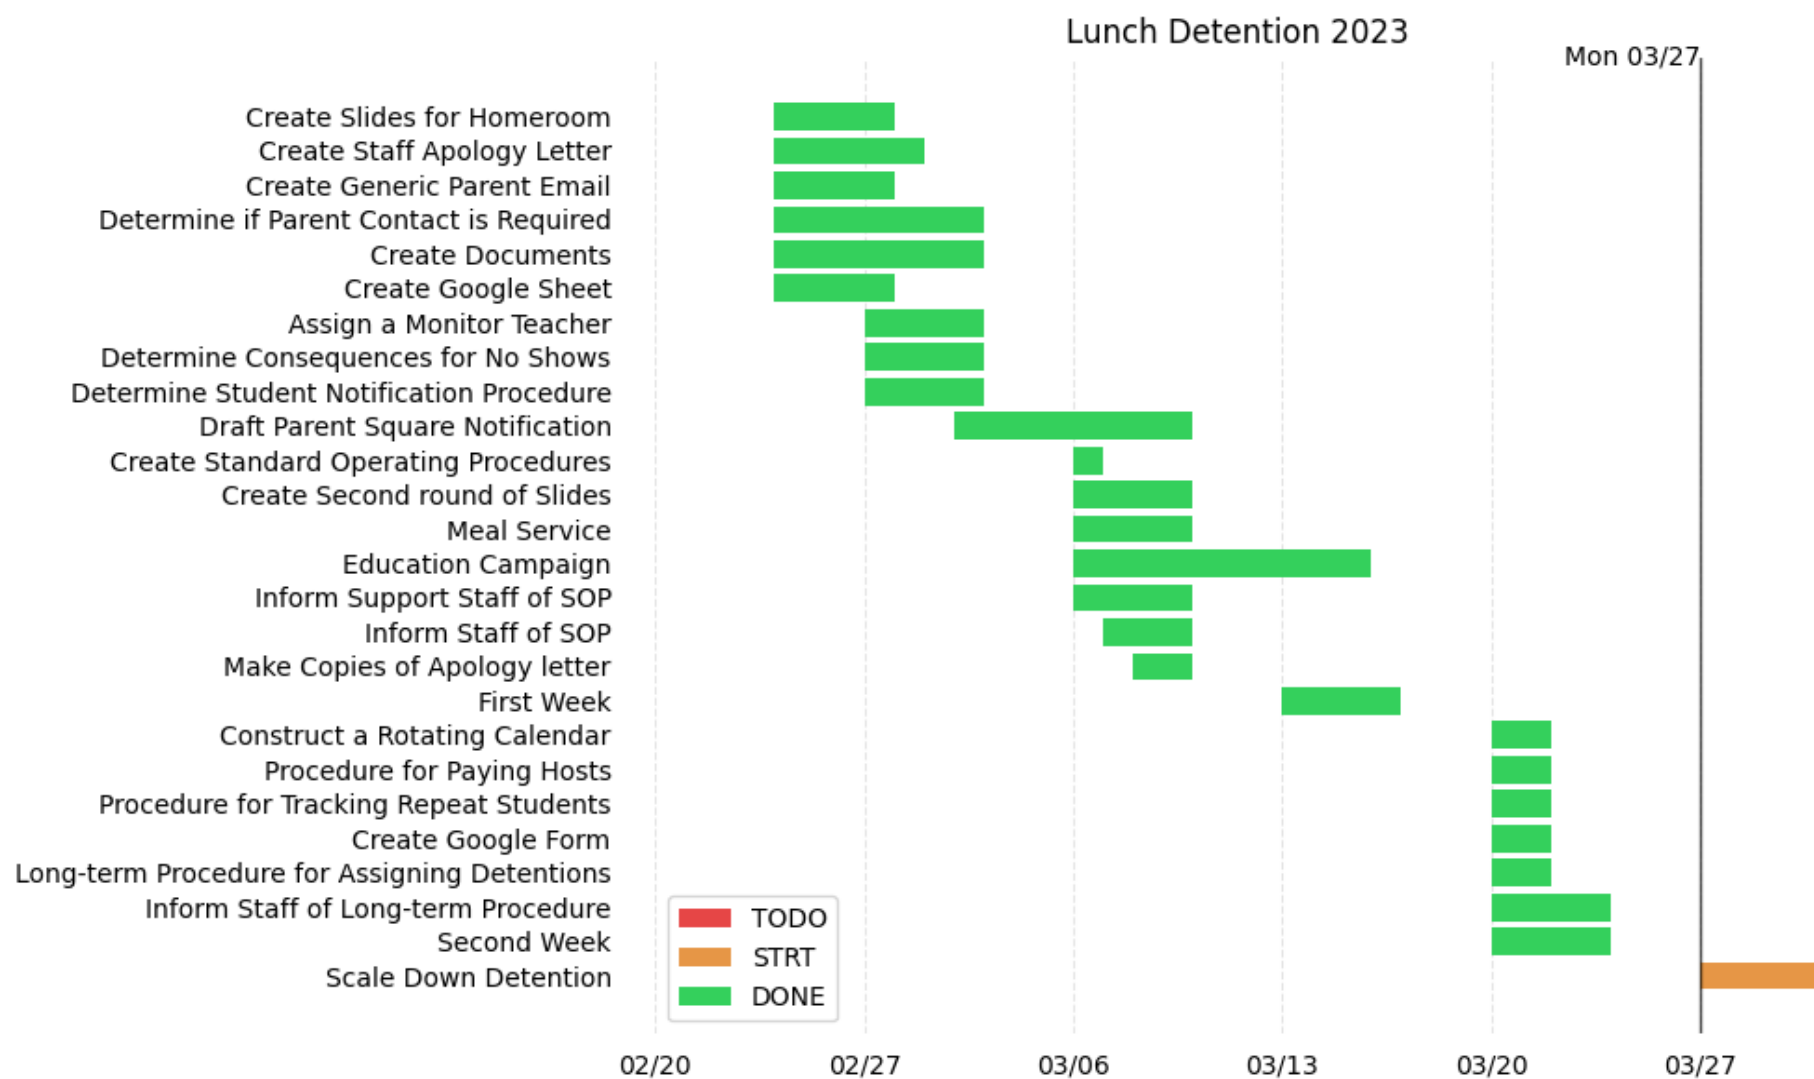 Lunch Detention 2023
Mon 03/27
Create Slides for Homeroom
Create Staff Apology Letter
Create Generic Parent Email
Determine if Parent Contact is Required
Create Documents
Create Google Sheet
Assign a Monitor Teacher
Determine Consequences for No Shows
Determine Student Notification Procedure
Draft Parent Square Notification
Create Standard Operating Procedures
Create Second round of Slides
Meal Service
Education Campaign
Inform Support Staff of SOP
Inform Staff of SOP
Make Copies of Apology letter
First Week
Construct a Rotating Calendar
Procedure for Paying Hosts
Procedure for Tracking Repeat Students
Create Google Form
Long-term Procedure for Assigning Detentions
Inform Staff of Long-term Procedure
Second Week
Scale Down Detention
TODO
STRT
DONE
02/20 02/27 03/06 03/13 03/20 03/27